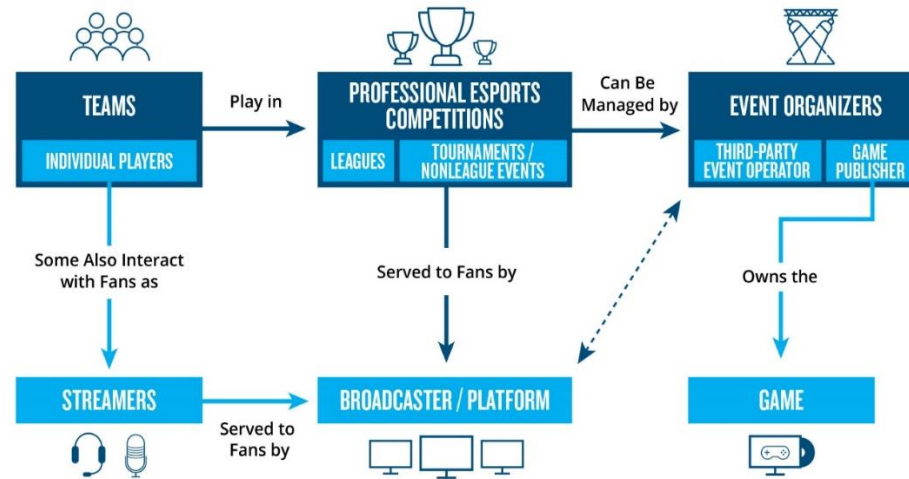 TEAMS
INDIVIDUAL PLAYERS
Play in
PROFESSIONAL ESPORTS
COMPETITIONS
LEAGUES
TOURNAMENTS /
NONLEAGUE EVENTS
Can Be
Managed by
EVENT ORGANIZERS
THIRD-PARTY
EVENT OPERATOR
GAME
PUBLISHER
Some Also Interact
with Fans as
Served to Fans by
Owns the
STREAMERS
Served to
Fans by
BROADCASTER / PLATFORM
GAME